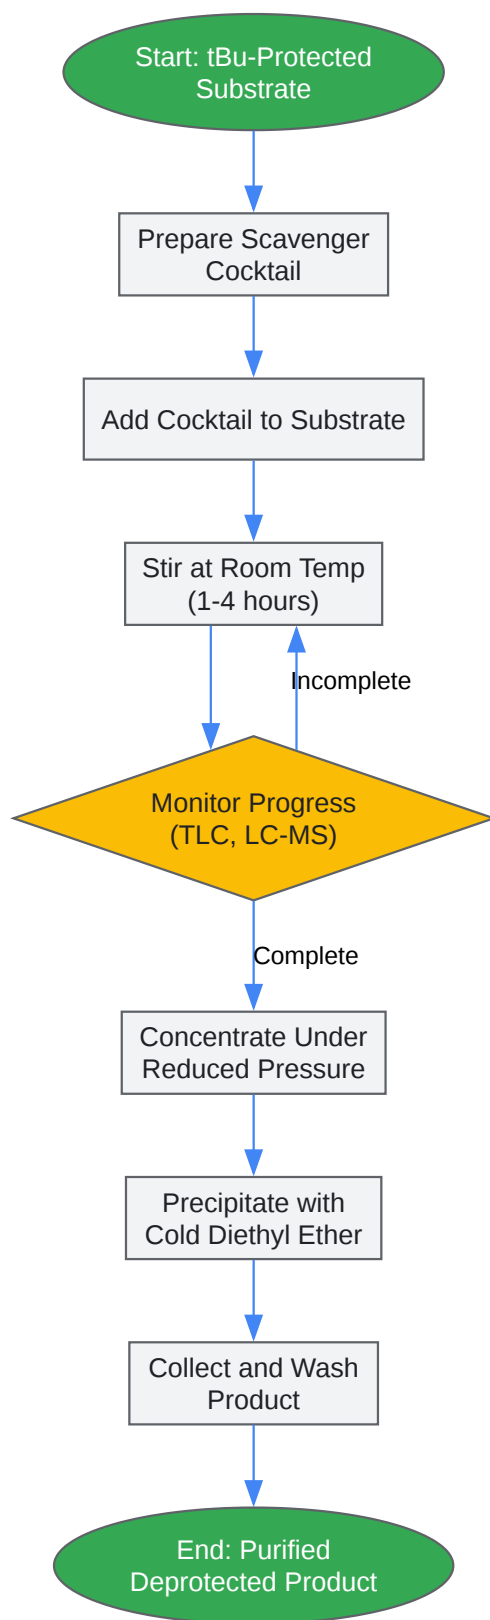 Start: tBu-Protected
Substrate
Prepare Scavenger
Cocktail
Add Cocktail to Substrate
Stir at Room Temp
(1-4 hours)
Incomplete
Monitor Progress
(TLC, LC-MS)
Complete
Concentrate Under
Reduced Pressure
Precipitate with
Cold Diethyl Ether
Collect and Wash
Product
End: Purified
Deprotected Product